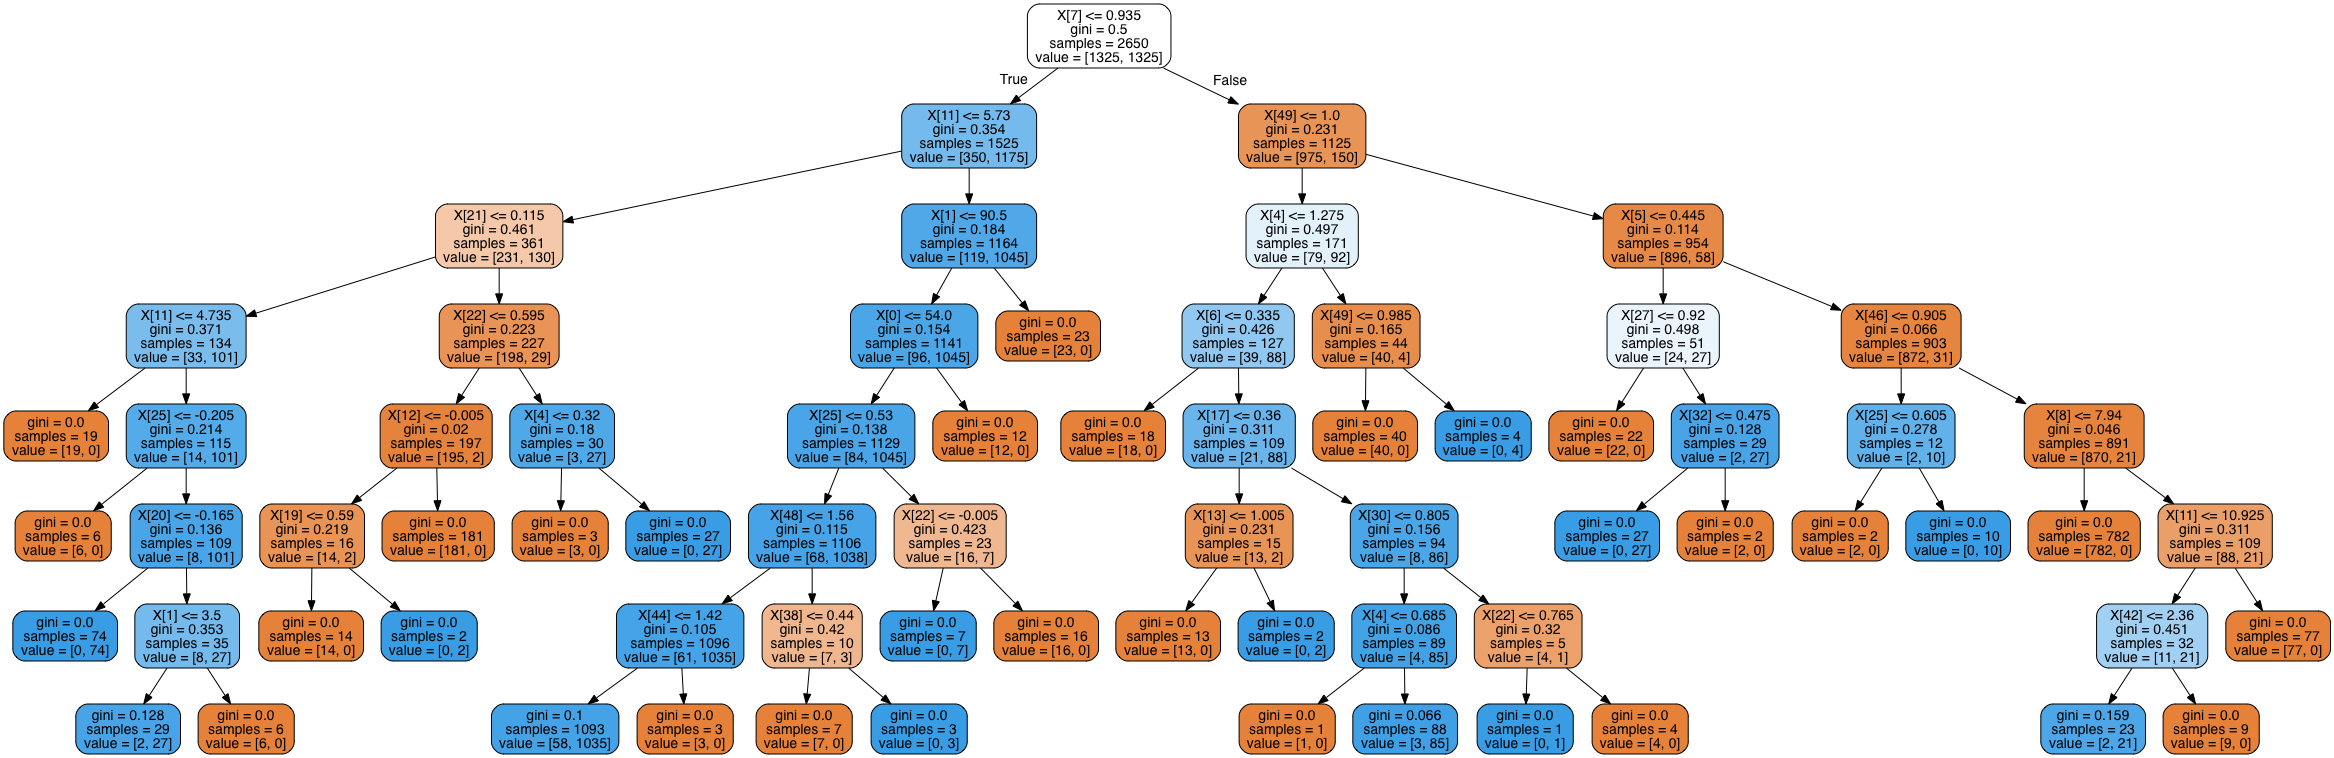 X[7] <= 0.935
gini = 0.5
samples = 2650
value = [1325, 1325]
True
False
X[11] <= 5.73
gini = 0.354
samples = 1525
value = [350, 1175]
X[49] <= 1.0
gini = 0.231
samples = 1125
value = [975, 150]
X[21] <= 0.115
gini = 0.461
samples = 361
value = [231, 130]
X[1] <= 90.5
gini = 0.184
samples = 1164
value = [119, 1045]
X[4] <= 1.275
gini = 0.497
samples = 171
value = [79, 92]
X[5] <= 0.445
gini = 0.114
samples = 954
value = [896, 58]
X[11] <= 4.735
gini = 0.371
samples = 134
value = [33, 101]
X[22] <= 0.595
gini = 0.223
samples = 227
value = [198, 29]
X[0] <= 54.0
gini = 0.154
samples = 1141
value = [96, 1045]
gini = 0.0
samples = 23
value = [23, 0]
X[6] <= 0.335
gini = 0.426
samples = 127
value = [39, 88]
X[49] <= 0.985
gini = 0.165
samples = 44
value = [40, 4]
X[27] <= 0.92
gini = 0.498
samples = 51
value = [24, 27]
X[46] <= 0.905
gini = 0.066
samples = 903
value = [872, 31]
gini = 0.0
samples = 19
value = [19, 0]
X[25] <= -0.205
gini = 0.214
samples = 115
value = [14, 101]
X[12] <= -0.005
gini = 0.02
samples = 197
value = [195, 2]
X[4] <= 0.32
gini = 0.18
samples = 30
value = [3, 27]
X[25] <= 0.53
gini = 0.138
samples = 1129
value = [84, 1045]
gini = 0.0
samples = 12
value = [12, 0]
gini = 0.0
samples = 18
value = [18, 0]
X[17] <= 0.36
gini = 0.311
samples = 109
value = [21, 88]
gini = 0.0
samples = 40
value = [40, 0]
gini = 0.0
samples = 4
value = [0, 4]
gini = 0.0
samples = 22
value = [22, 0]
X[32] <= 0.475
gini = 0.128
samples = 29
value = [2, 27]
X[25] <= 0.605
gini = 0.278
samples = 12
value = [2, 10]
X[8] <= 7.94
gini = 0.046
samples = 891
value = [870, 21]
gini = 0.0
samples = 6
value = [6, 0]
X[20] <= -0.165
gini = 0.136
samples = 109
value = [8, 101]
X[19] <= 0.59
gini = 0.219
samples = 16
value = [14, 2]
gini = 0.0
samples = 181
value = [181, 0]
gini = 0.0
samples = 3
value = [3, 0]
gini = 0.0
samples = 27
value = [0, 27]
X[48] <= 1.56
gini = 0.115
samples = 1106
value = [68, 1038]
X[22] <= -0.005
gini = 0.423
samples = 23
value = [16, 7]
X[13] <= 1.005
gini = 0.231
samples = 15
value = [13, 2]
X[30] <= 0.805
gini = 0.156
samples = 94
value = [8, 86]
gini = 0.0
samples = 27
value = [0, 27]
gini = 0.0
samples = 2
value = [2, 0]
gini = 0.0
samples = 2
value = [2, 0]
gini = 0.0
samples = 10
value = [0, 10]
gini = 0.0
samples = 782
value = [782, 0]
X[11] <= 10.925
gini = 0.311
samples = 109
value = [88, 21]
gini = 0.0
samples = 74
value = [0, 74]
X[1] <= 3.5
gini = 0.353
samples = 35
value = [8, 27]
gini = 0.0
samples = 14
value = [14, 0]
gini = 0.0
samples = 2
value = [0, 2]
X[44] <= 1.42
gini = 0.105
samples = 1096
value = [61, 1035]
X[38] <= 0.44
gini = 0.42
samples = 10
value = [7, 3]
gini = 0.0
samples = 7
value = [0, 7]
gini = 0.0
samples = 16
value = [16, 0]
gini = 0.0
samples = 13
value = [13, 0]
gini = 0.0
samples = 2
value = [0, 2]
X[4] <= 0.685
gini = 0.086
samples = 89
value = [4, 85]
X[22] <= 0.765
gini = 0.32
samples = 5
value = [4, 1]
X[42] <= 2.36
gini = 0.451
samples = 32
value = [11, 21]
gini = 0.0
samples = 77
value = [77, 0]
gini = 0.128
samples = 29
value = [2, 27]
gini = 0.0
samples = 6
value = [6, 0]
gini = 0.1
samples = 1093
value = [58, 1035]
gini = 0.0
samples = 3
value = [3, 0]
gini = 0.0
samples = 7
value = [7, 0]
gini = 0.0
samples = 3
value = [0, 3]
gini = 0.0
samples = 1
value = [1, 0]
gini = 0.066
samples = 88
value = [3, 85]
gini = 0.0
samples = 1
value = [0, 1]
gini = 0.0
samples = 4
value = [4, 0]
gini = 0.159
samples = 23
value = [2, 21]
gini = 0.0
samples = 9
value = [9, 0]